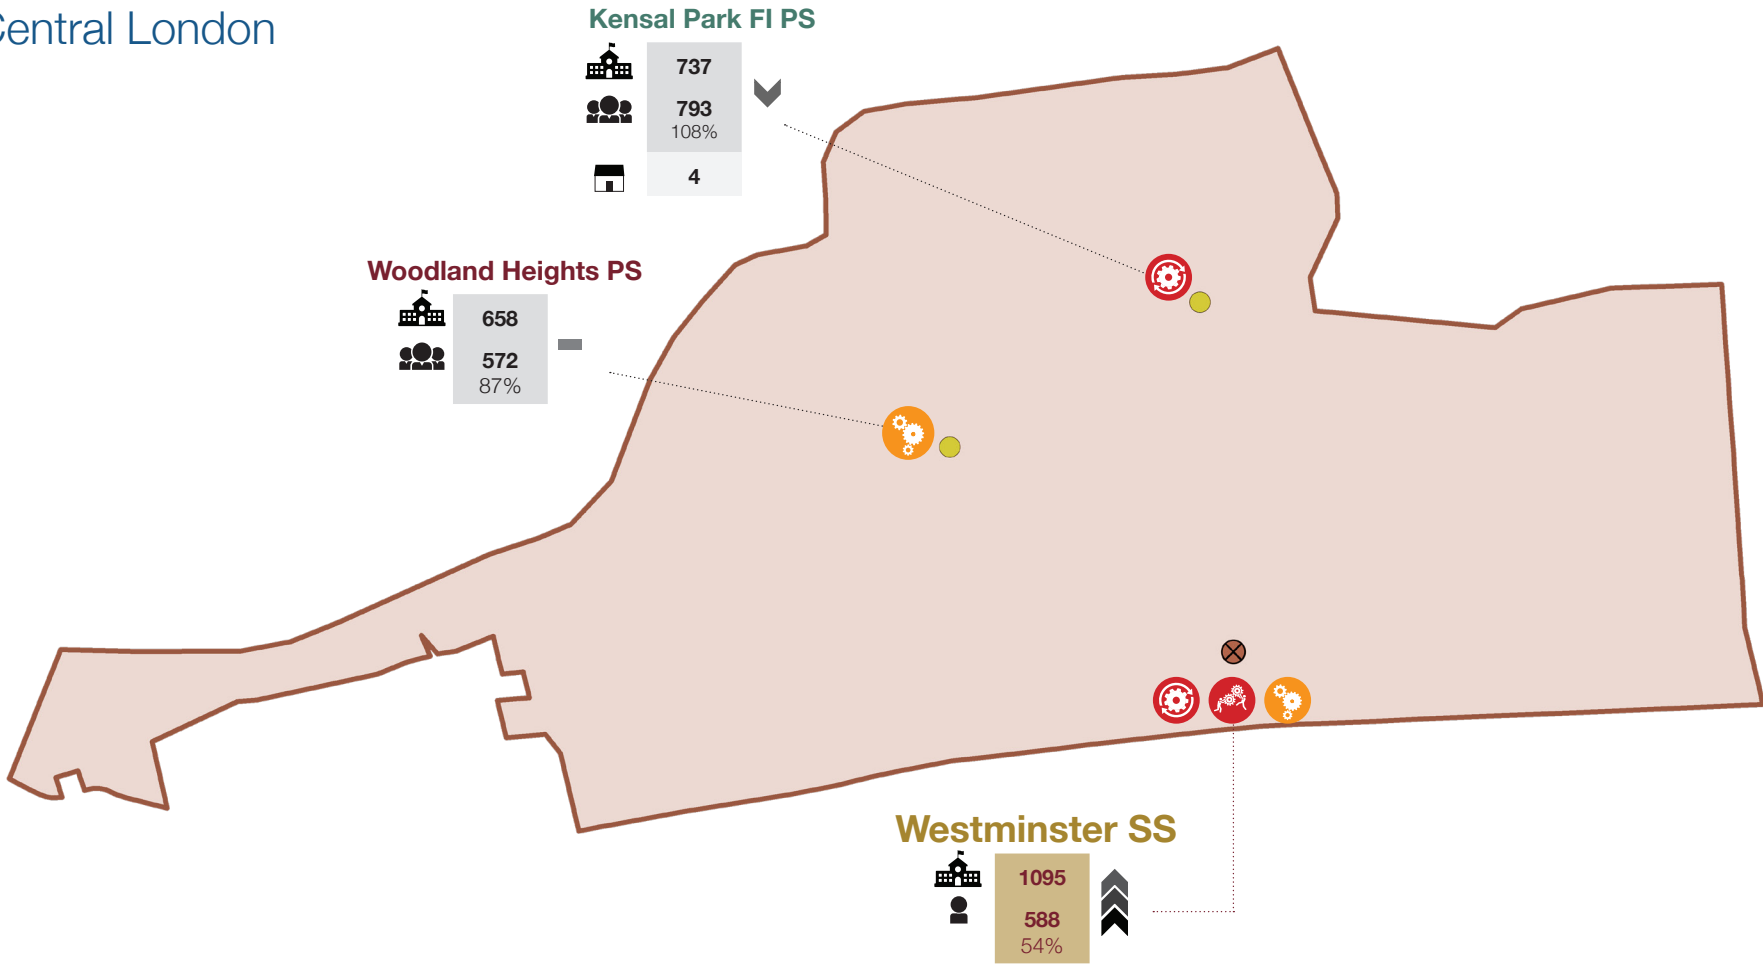 Central London
Kensal Park FI PS
737
793
108%
4
Woodland Heights PS
658
572
87%
Westminster SS
1095
588
54%